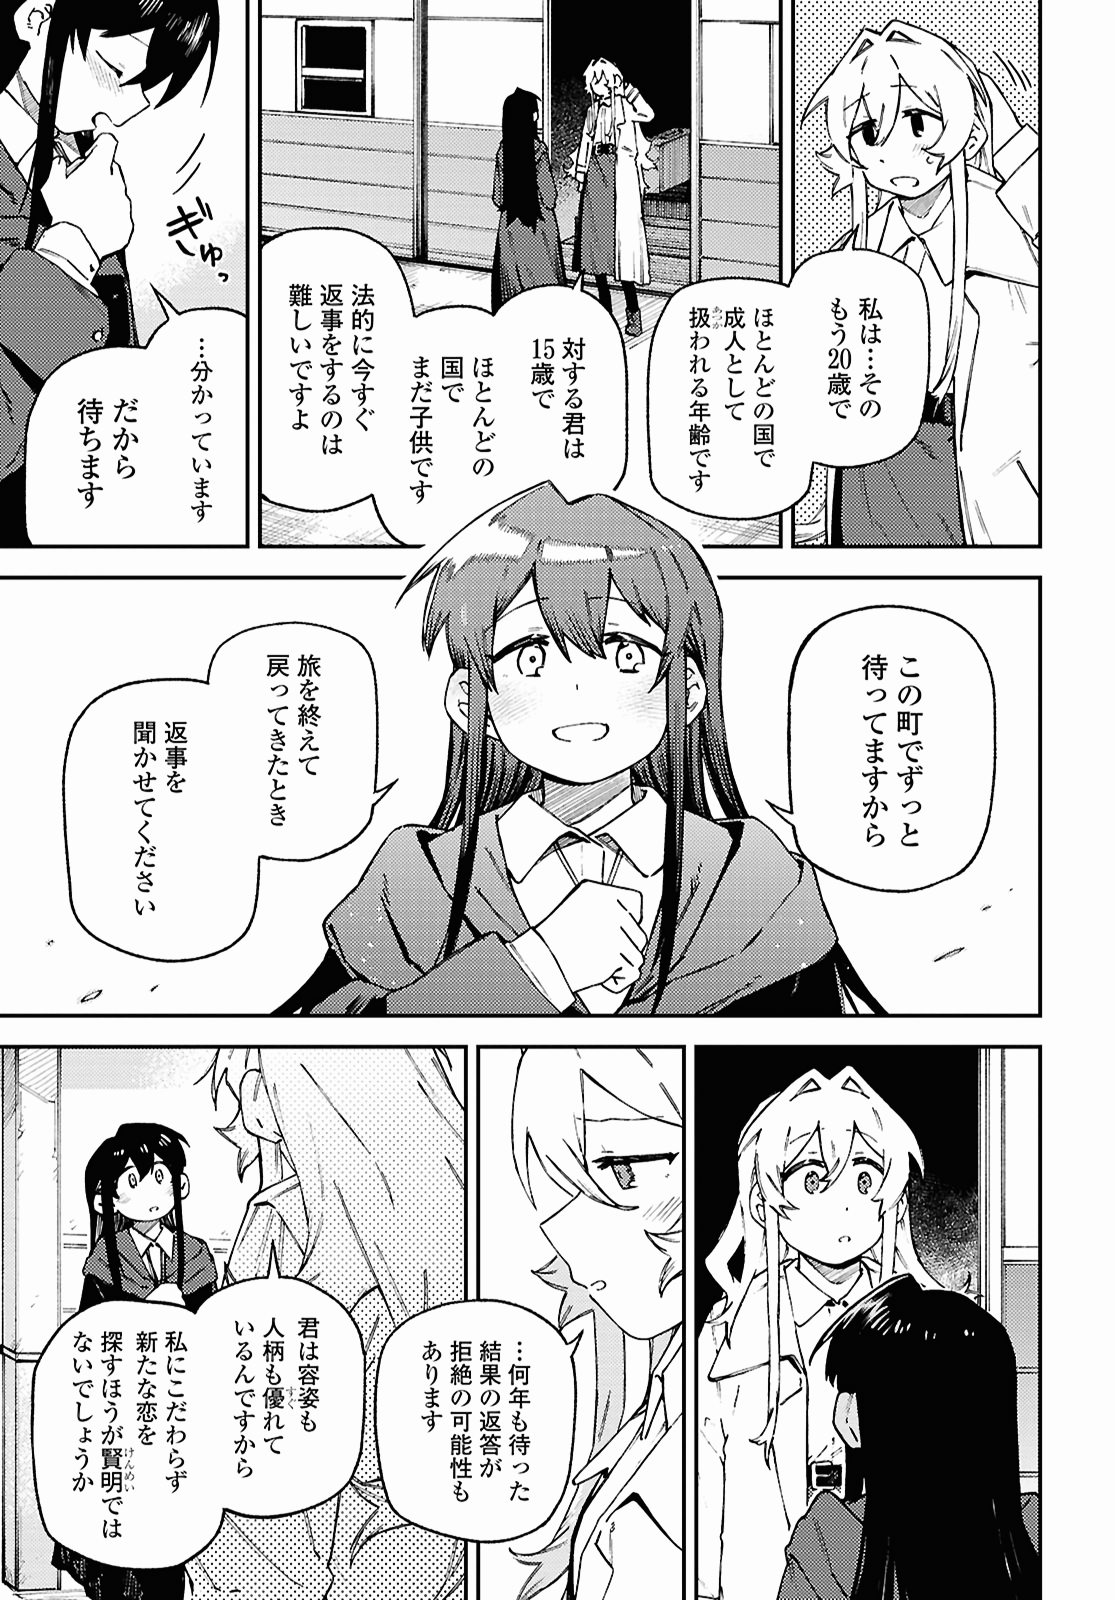 私は…その
もう20歳で
ほとんどの国で
成人として
扱われる年齢です
あつか
対する君は
15歳で
ほとんどの
国で
まだ子供です
法的に今すぐ
返事をするのは
難しいですよ
ぎゅっ
…分かっています
だから
待ちます
この町でずっと
待ってますから
旅を終えて
戻ってきたとき
返事を
聞かせてください
…何年も待った
結果の返答が
拒絶の可能性も
あります
君は容姿も
人柄も優れて
すぐ
いるんですから
私にこだわらず
新たな恋を
探すほうが賢明では
けんめい
ないでしょうか